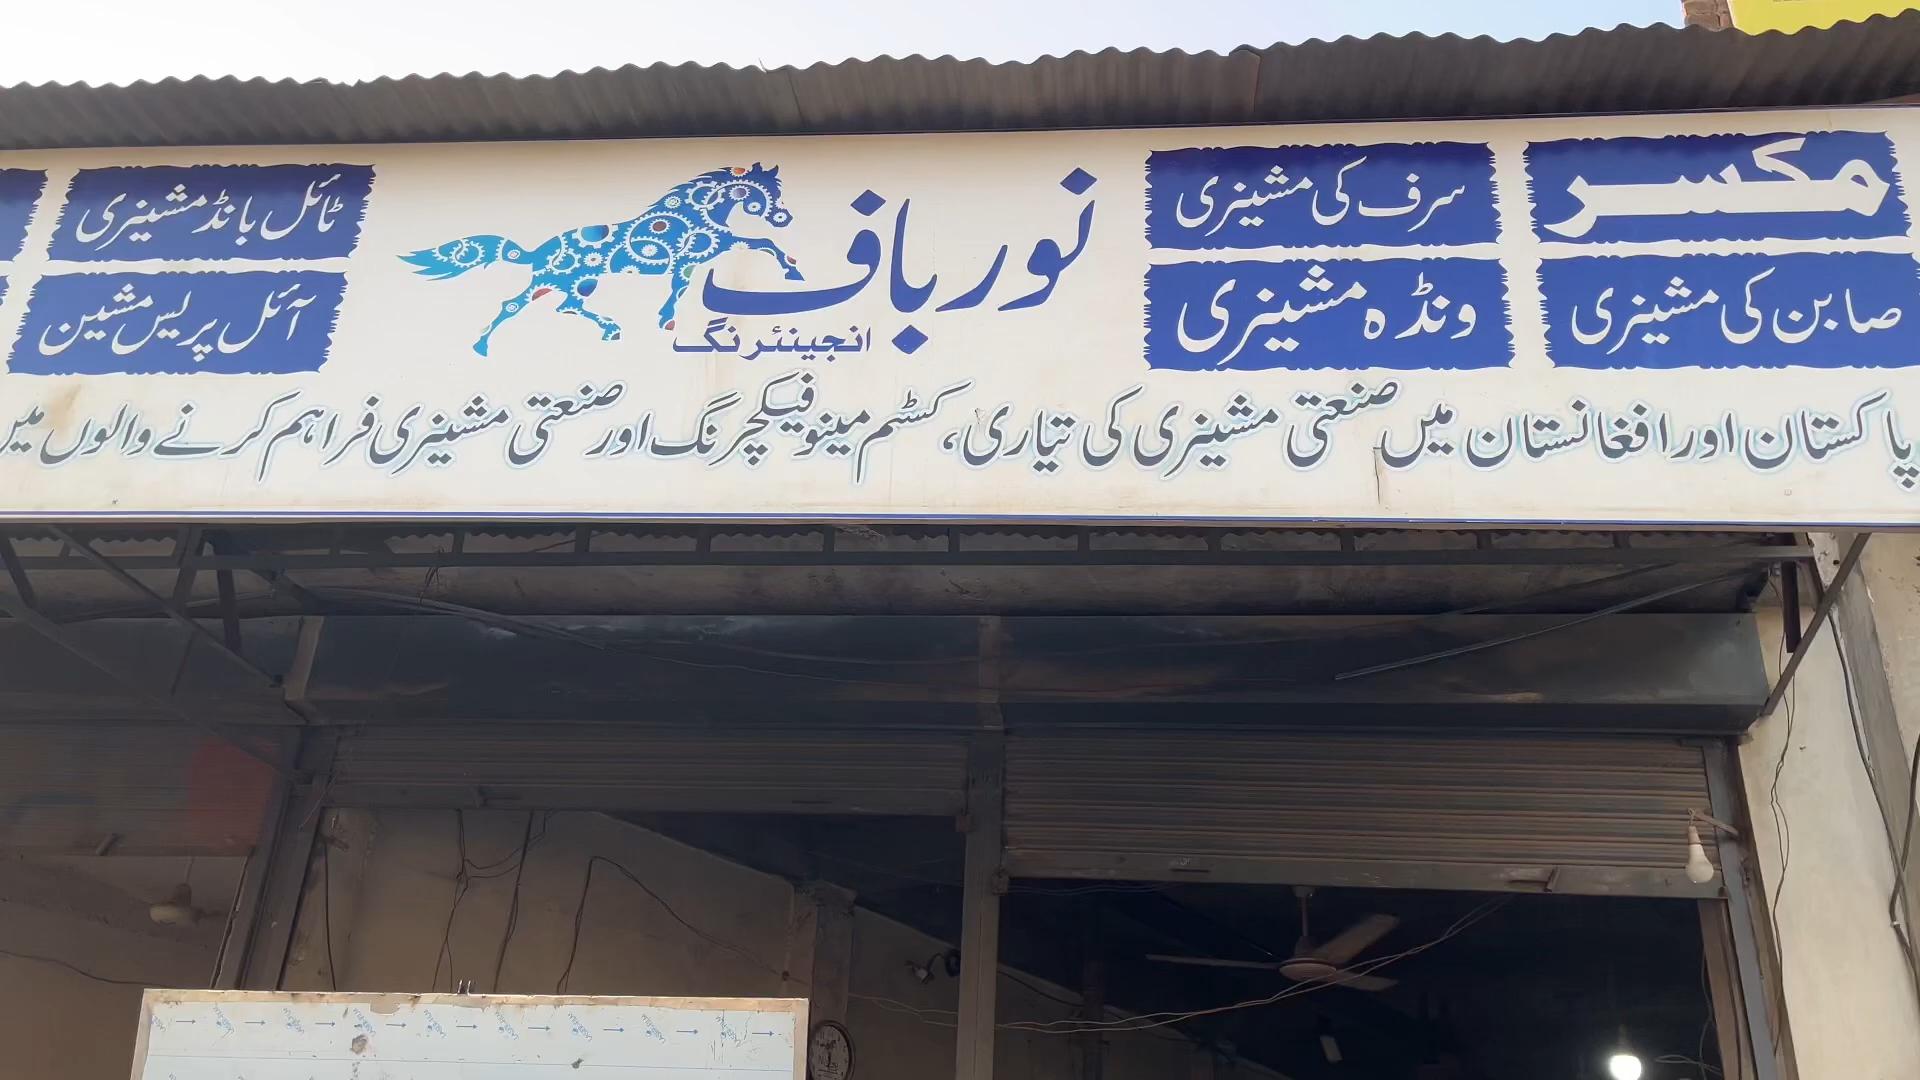 مکسر
سرف کی مشینری
صابن کی مشینری
ونڈہ مشینری
نور باف
انجینئرنگ
ٹائل بانڈ مشینری
آئل پریس مشین
پاکستان اور افغانستان میں صنعتی مشینری کی تیاری، کسٹم مینوفیکچرنگ اور صنعتی مشینری فراہم کرنے والوں میں